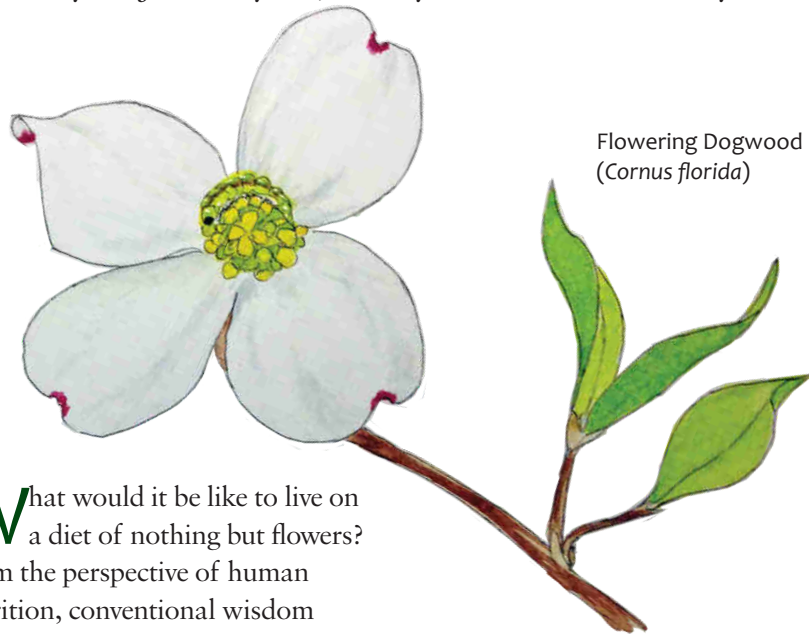 Flowering Dogwood
(Cornus florida)
hat would it be like to live on
a diet of nothing but flowers?
the perspective of human
conventional wisdom